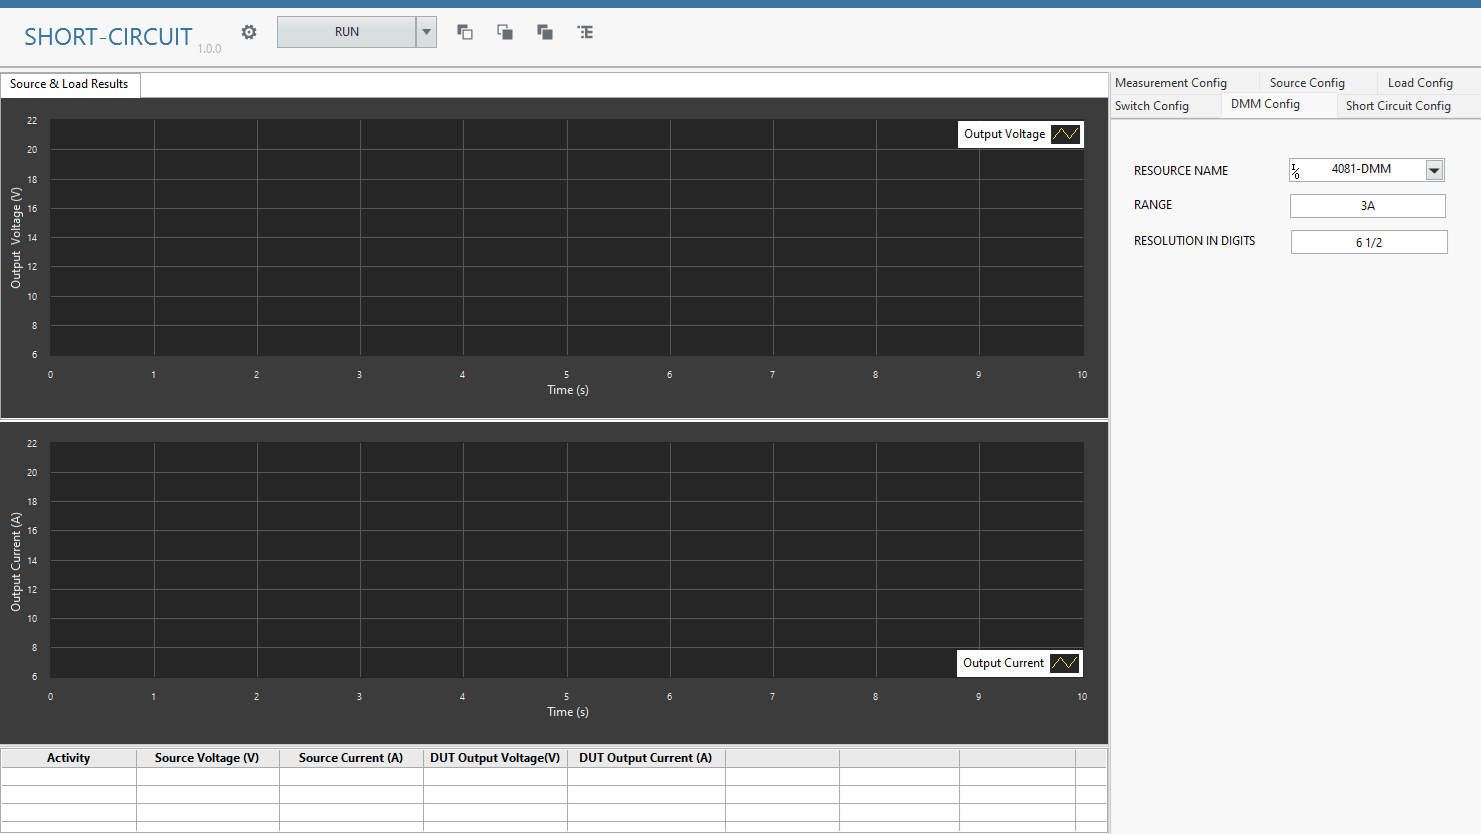 SHORT-CIRCUIT 1.0.0
RUN
Source & Load Results
Output Voltage
22
20
18
16
14
12
10
8
6
Output Voltage (V)
0 1 2 3 4 5 6 7 8 9 10
Time (s)
22
20
18
16
14
12
10
8
6
Output Current (A)
Output Current
0 1 2 3 4 5 6 7 8 9 10
Time (s)
Activity Source Voltage (V) Source Current (A) DUT Output Voltage(V) DUT Output Current (A)
Measurement Config Source Config Load Config
Switch Config DMM Config Short Circuit Config
RESOURCE NAME I/O 4081-DMM
RANGE 3A
RESOLUTION IN DIGITS 6 1/2